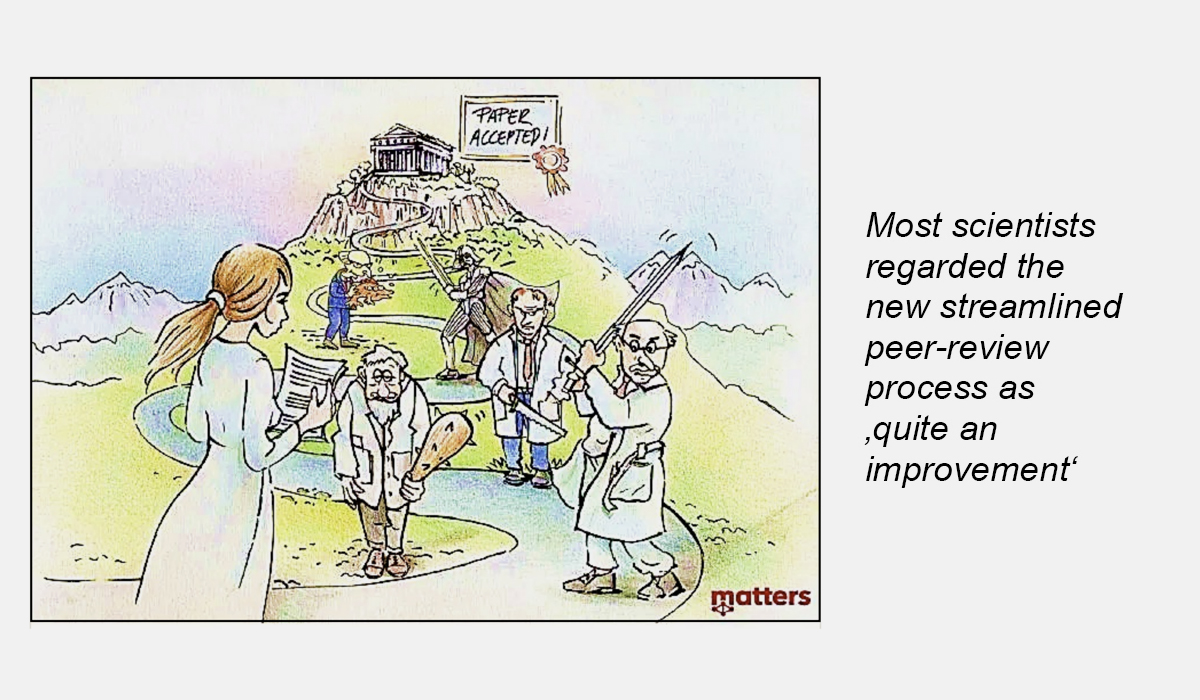 PAPER
ACCEPTED!
Most scientists
regarded the
new streamlined
peer-review
process as
‚quite an
improvement‘
matters